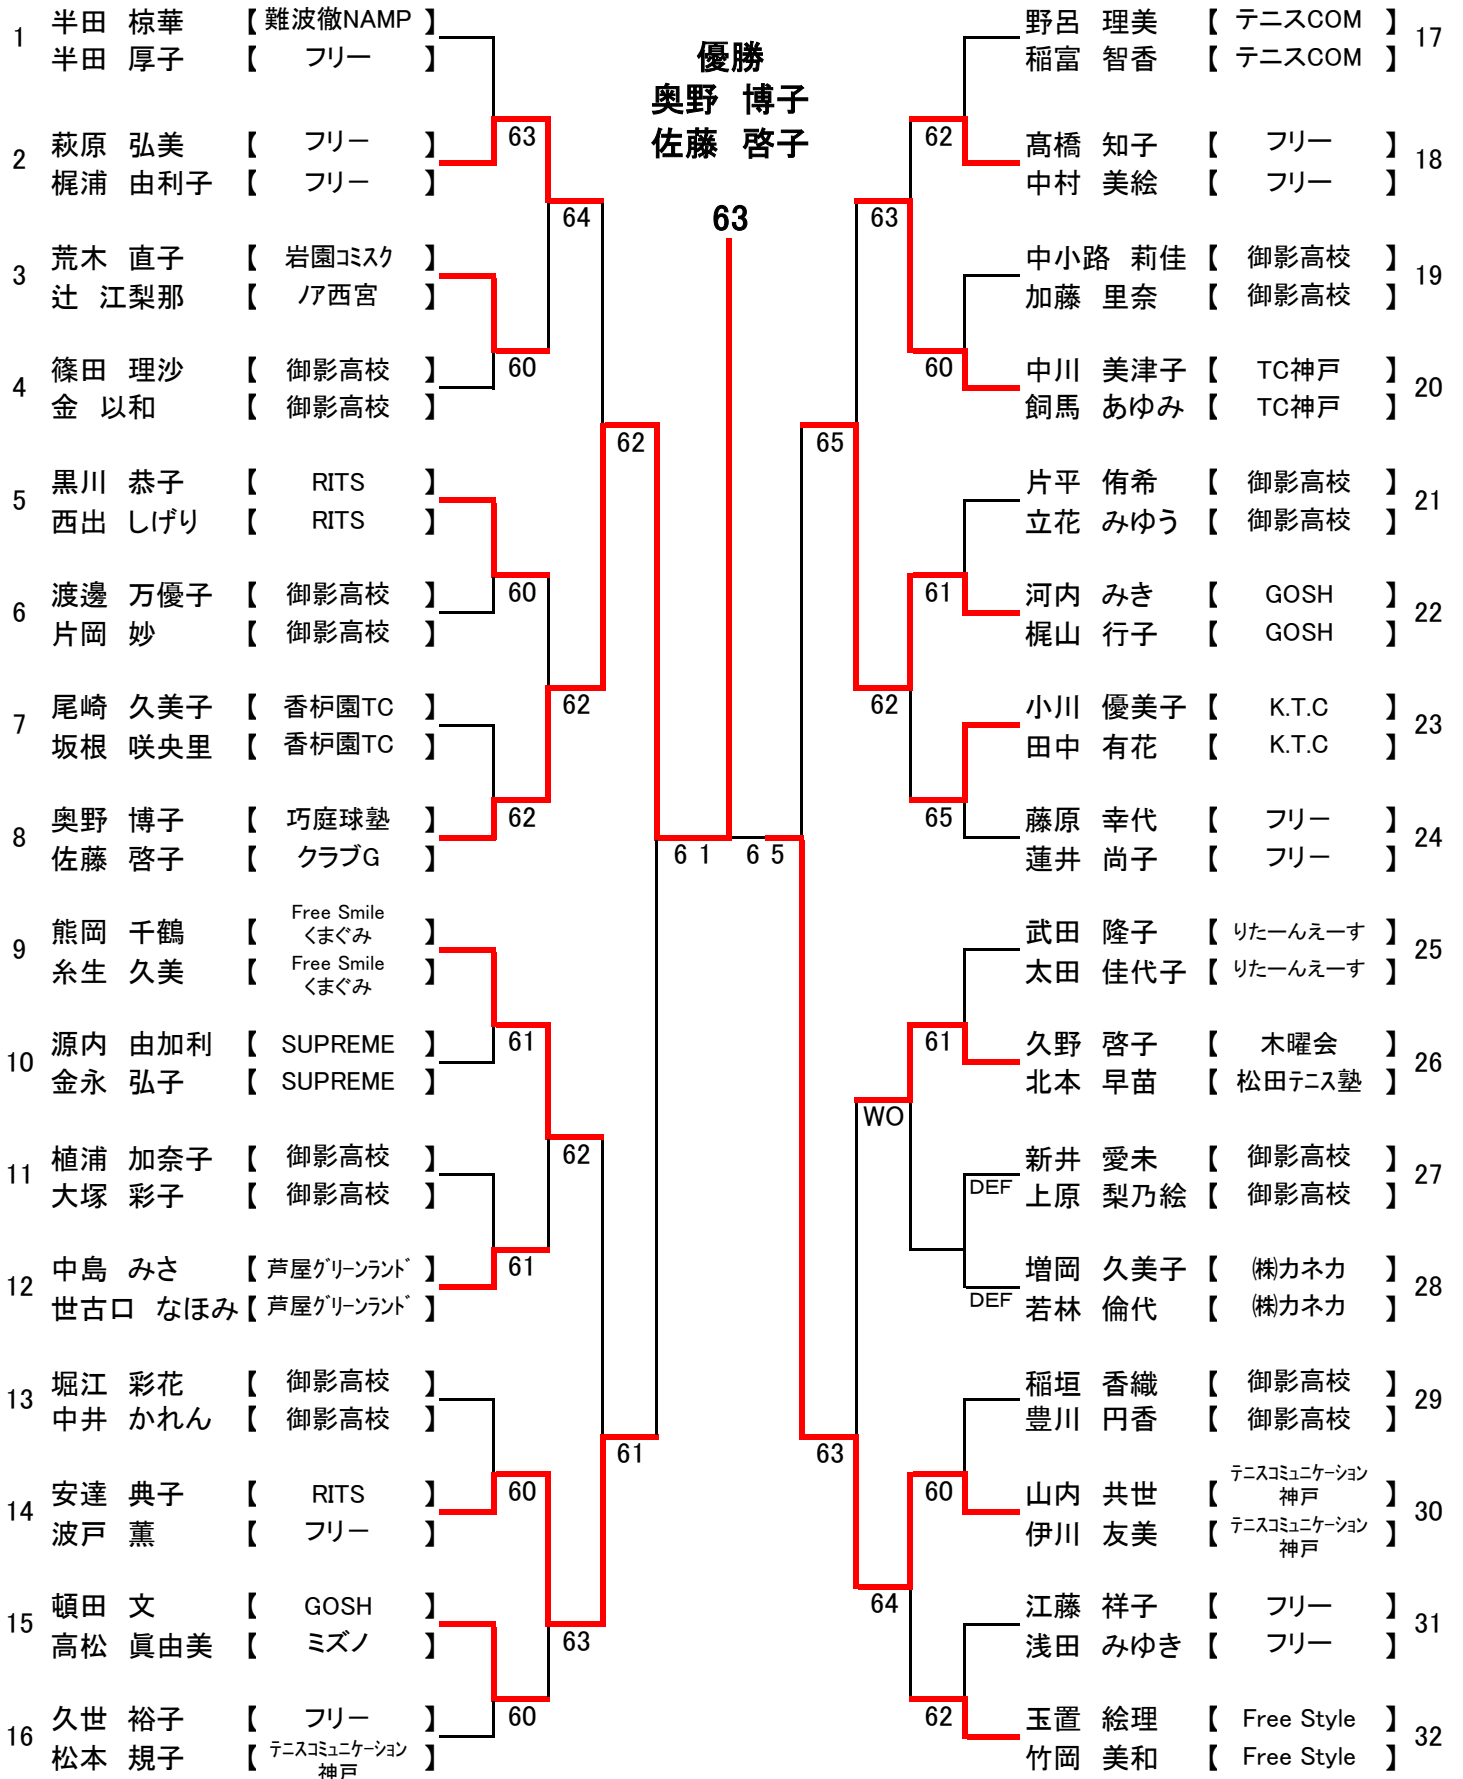 優勝
奥野 博子
佐藤 啓子
63
1 半田 椋華 【 難波徹NAMP 】
半田 厚子 【 フリー 】
63
2 萩原 弘美 【 フリー 】
梶浦 由利子 【 フリー 】
64
3 荒木 直子 【 岩園コミスク 】
辻 江梨那 【 ノア西宮 】
60
4 篠田 理沙 【 御影高校 】
金 以和 【 御影高校 】
62
5 黒川 恭子 【 RITS 】
西出 しげり 【 RITS 】
60
6 渡邊 万優子 【 御影高校 】
片岡 妙 【 御影高校 】
62
7 尾崎 久美子 【 香枦園TC 】
坂根 咲央里 【 香枦園TC 】
62
8 奥野 博子 【 巧庭球塾 】
佐藤 啓子 【 クラブG 】
6 1
6 5
9 熊岡 千鶴 【 Free Smile くまぐみ 】
糸生 久美 【 Free Smile くまぐみ 】
61
10 源内 由加利 【 SUPREME 】
金永 弘子 【 SUPREME 】
62
11 植浦 加奈子 【 御影高校 】
大塚 彩子 【 御影高校 】
61
12 中島 みさ 【 芦屋グリーンランド 】
世古口 なほみ 【 芦屋グリーンランド 】
13 堀江 彩花 【 御影高校 】
中井 かれん 【 御影高校 】
61
60
14 安達 典子 【 RITS 】
波戸 薫 【 フリー 】
15 頓田 文 【 GOSH 】
高松 眞由美 【 ミズノ 】
63
60
16 久世 裕子 【 フリー 】
松本 規子 【 テニスコミュニケーション 神戸 】
野呂 理美 【 テニスCOM 】 17
稲富 智香 【 テニスCOM 】
62
髙橋 知子 【 フリー 】 18
中村 美絵 【 フリー 】
63
中小路 莉佳 【 御影高校 】 19
加藤 里奈 【 御影高校 】
60
中川 美津子 【 TC神戸 】 20
飼馬 あゆみ 【 TC神戸 】
65
片平 侑希 【 御影高校 】 21
立花 みゆう 【 御影高校 】
61
河内 みき 【 GOSH 】 22
梶山 行子 【 GOSH 】
62
小川 優美子 【 K.T.C 】 23
田中 有花 【 K.T.C 】
65
藤原 幸代 【 フリー 】 24
蓮井 尚子 【 フリー 】
武田 隆子 【 りたーんえーす 】 25
太田 佳代子 【 りたーんえーす 】
61
久野 啓子 【 木曜会 】 26
北本 早苗 【 松田テニス塾 】
WO
新井 愛未 【 御影高校 】 27
DEF 上原 梨乃絵 【 御影高校 】
増岡 久美子 【 ㈱カネカ 】 28
DEF 若林 倫代 【 ㈱カネカ 】
稲垣 香織 【 御影高校 】 29
豊川 円香 【 御影高校 】
63
60
山内 共世 【 テニスコミュニケーション 神戸 】 30
伊川 友美 【 テニスコミュニケーション 神戸 】
64
江藤 祥子 【 フリー 】 31
浅田 みゆき 【 フリー 】
62
玉置 絵理 【 Free Style 】 32
竹岡 美和 【 Free Style 】